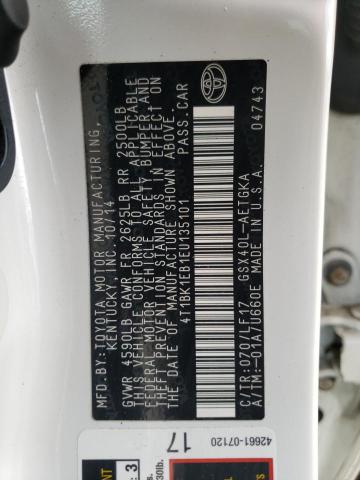 MFD. BY: TOYOTA MOTOR MANUFACTURING,
KENTUCKY, INC. 10/14
GVWR 4590LB GAWR FR 2625LB RR 2500LB
THIS VEHICLE CONFORMS TO ALL APPLICABLE
FEDERAL MOTOR VEHICLE SAFETY, BUMPER, AND
THEFT PREVENTION STANDARDS IN EFFECT ON
THE DATE OF MANUFACTURE SHOWN ABOVE.
4T1BK1EB1EU135101 PASS. CAR
TOYOTA
C/TR:070/LF17 GSX40L-AETGKA
A/TM:-01A/U660E MADE IN U.S.A. 04743
42661-07120
17
3
30lb.